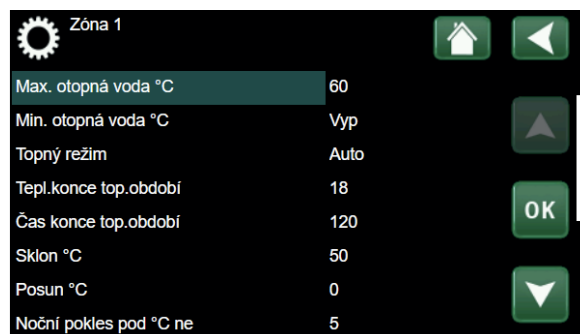 Zóna 1
Max. otopná voda °C 60
Min. otopná voda °C Vyp
Topný režim Auto
Tepl.konce top.období 18
Čas konce top.období 120
OK
Sklon °C 50
Posun °C 0
Noční pokles pod °C ne 5